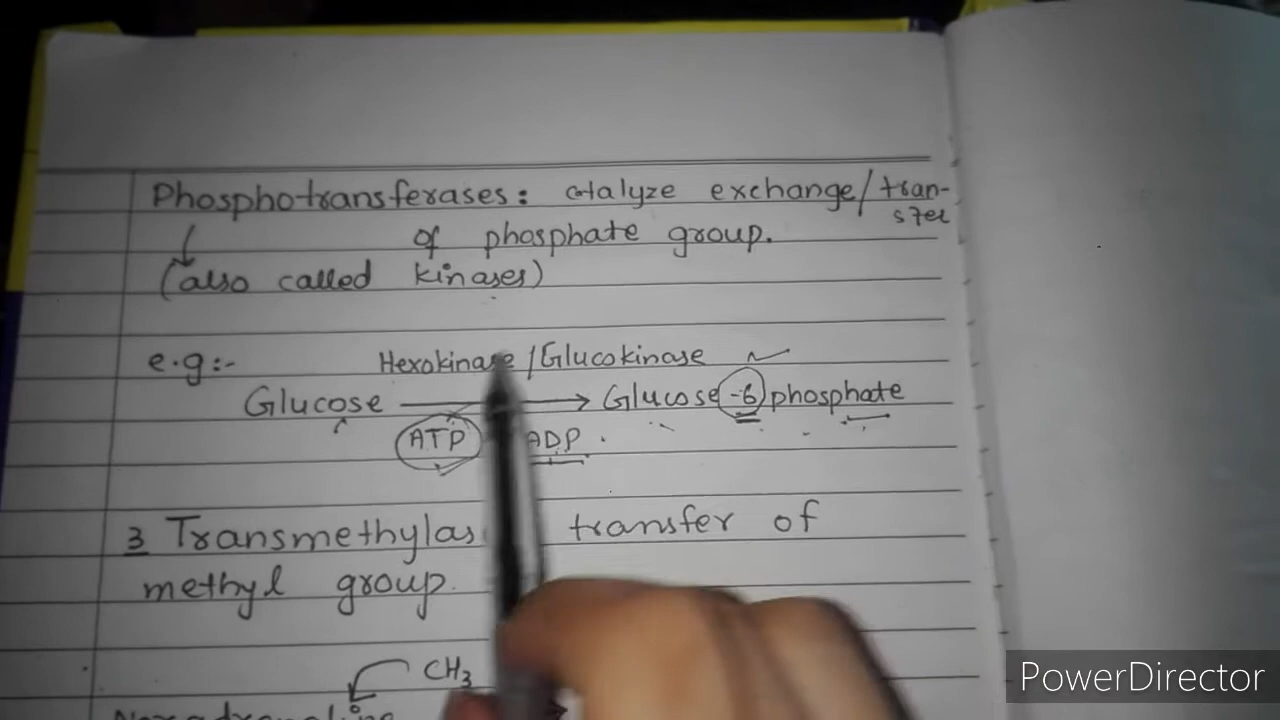 Phosphotransferases: catalyze exchange/tran-
sfer
of phosphate group.
(also called kinases)
e.g:- Hexokinase/Glucokinase
Glucose → Glucose-6 phosphate
ATP ADP.
3 Transmethylas transfer of
methyl group.
CH3
PowerDirector